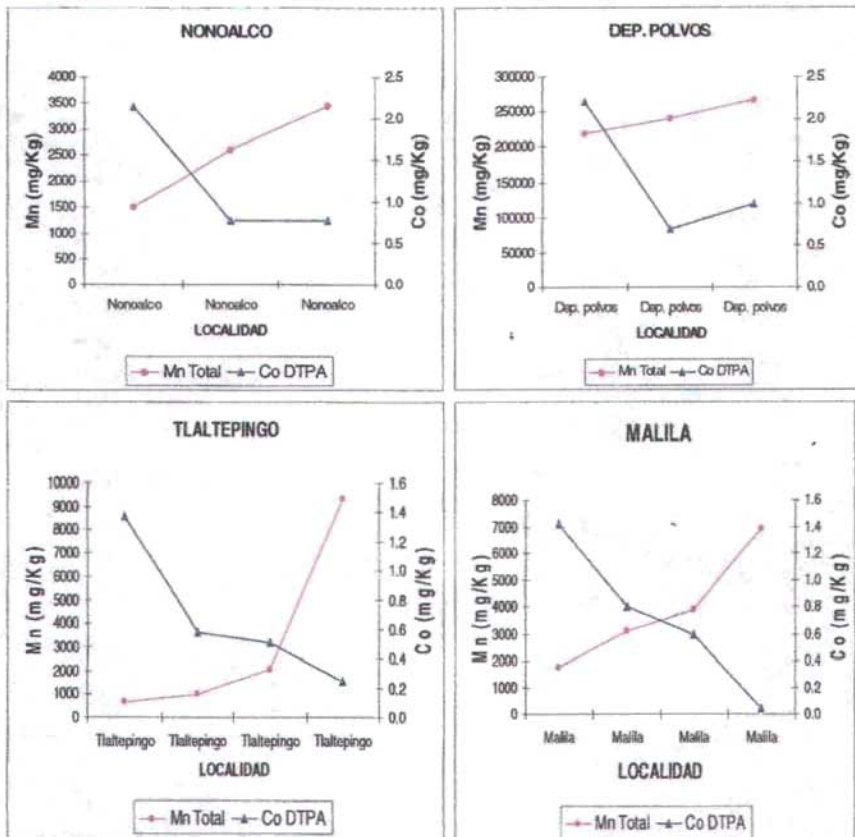 NONOALCO
4000
3500
3000
2500
2000
1500
1000
500
0
Mn (mg/Kg)
2.5
2.0
1.5
1.0
0.5
0.0
Co (mg/Kg)
Nonoalco Nonoalco Nonoalco
LOCALIDAD
Mn Total Co DTPA
DEP. POLVOS
300000
250000
200000
150000
100000
50000
0
Mn (mg/Kg)
2.5
2.0
1.5
1.0
0.5
0.0
Co (mg/Kg)
Dep. polvos Dep. polvos Dep. polvos
LOCALIDAD
Mn Total Co DTPA
TLALTEPINGO
10000
9000
8000
7000
6000
5000
4000
3000
2000
1000
0
Mn (mg/Kg)
1.6
1.4
1.2
1.0
0.8
0.6
0.4
0.2
0.0
Co (mg/Kg)
Tlaltepingo Tlaltepingo Tlaltepingo Tlaltepingo
LOCALIDAD
Mn Total Co DTPA
MALILA
8000
7000
6000
5000
4000
3000
2000
1000
0
Mn (mg/Kg)
1.6
1.4
1.2
1.0
0.8
0.6
0.4
0.2
0.0
Co (mg/Kg)
Malila Malila Malila Malila
LOCALIDAD
Mn Total Co DTPA